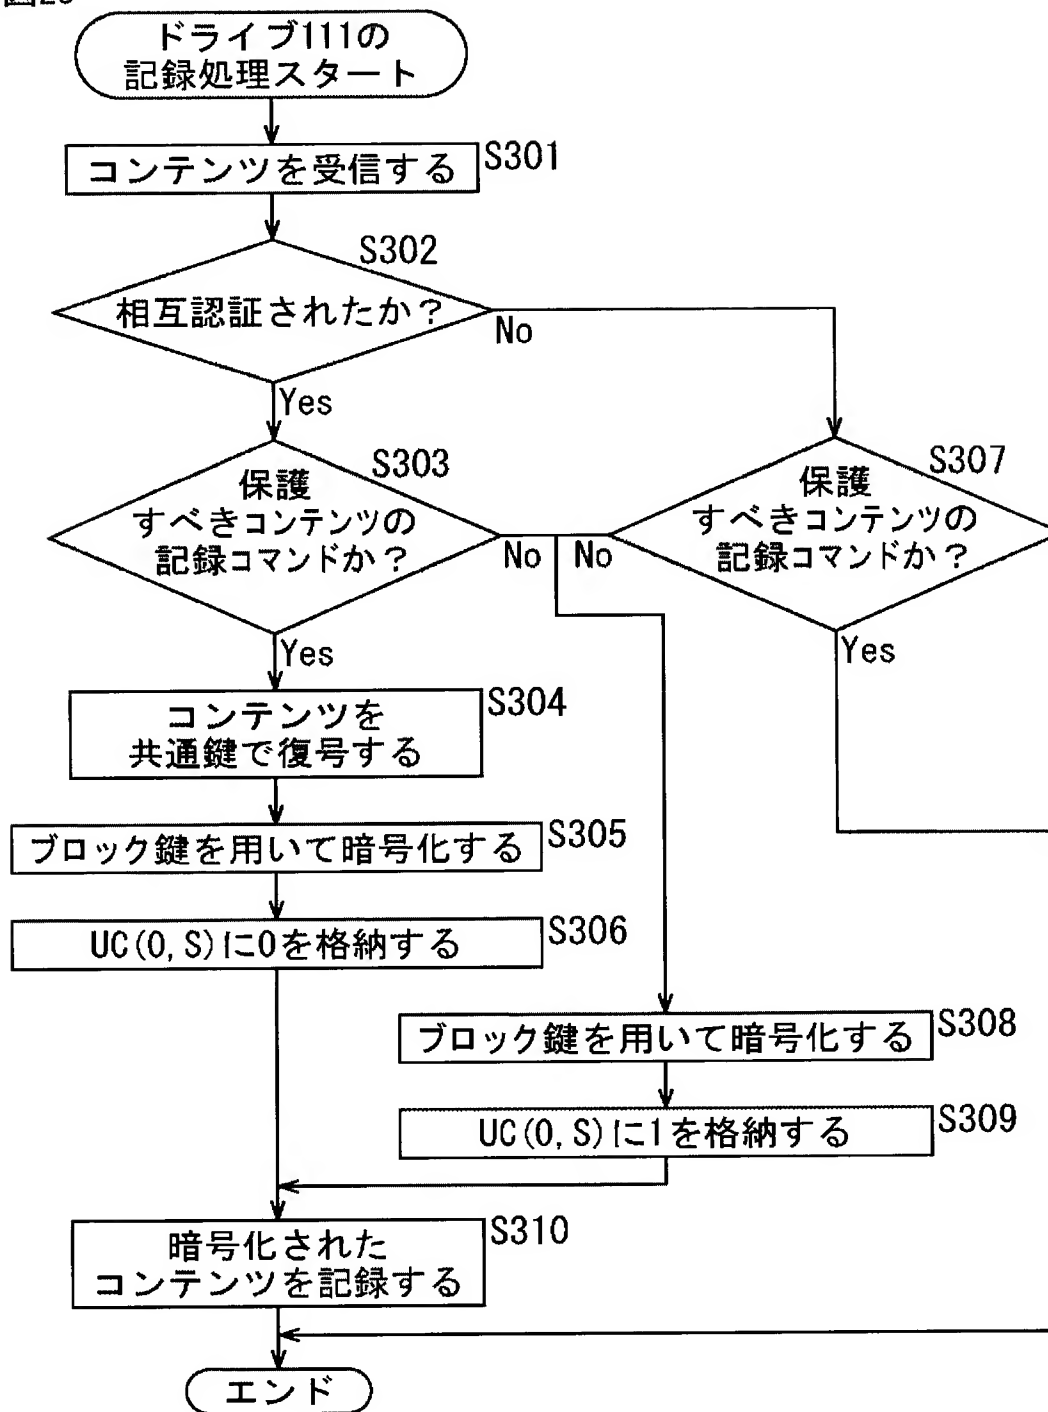 ドライブ111の
記録処理スタート
コンテンツを受信する
S301
S302
相互認証されたか？
No
Yes
S303
保護
すべきコンテンツの
記録コマンドか？
No
No
S307
保護
すべきコンテンツの
記録コマンドか？
Yes
Yes
S304
コンテンツを
共通鍵で復号する
ブロック鍵を用いて暗号化する
S305
UC(0,S)に0を格納する
S306
ブロック鍵を用いて暗号化する
S308
UC(0,S)に1を格納する
S309
S310
暗号化された
コンテンツを記録する
エンド